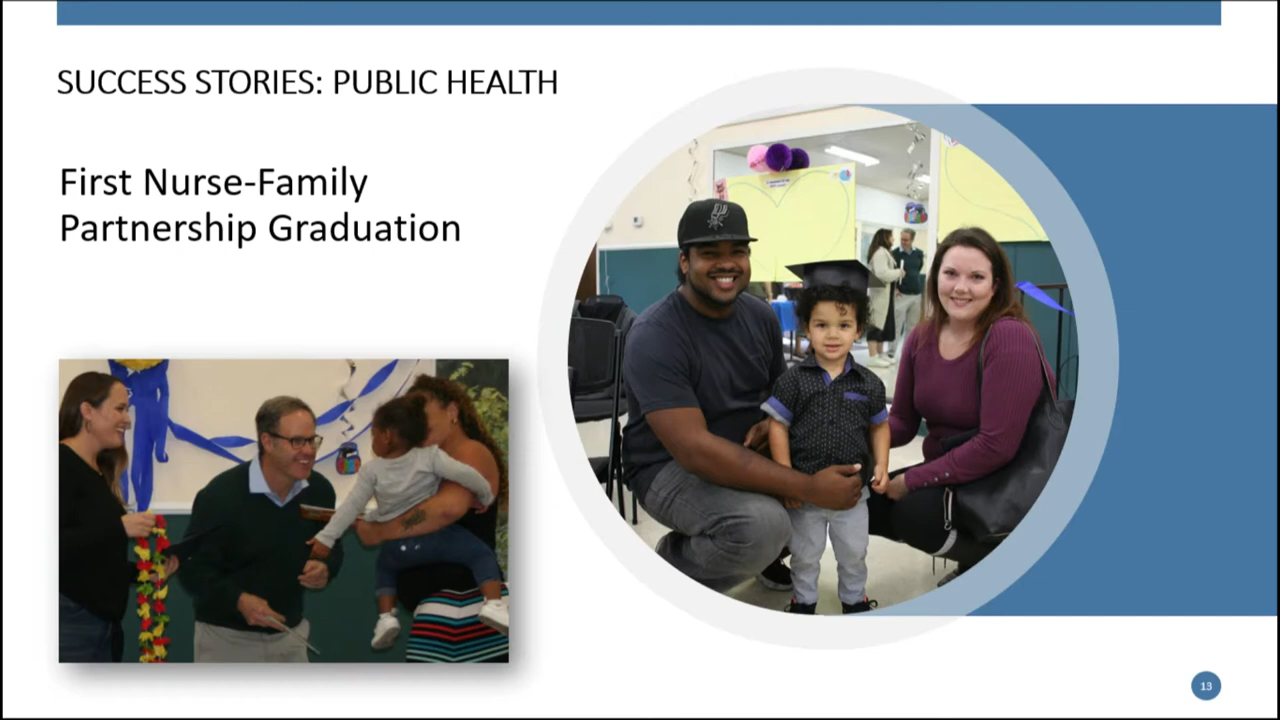 SUCCESS STORIES: PUBLIC HEALTH
First Nurse-Family
Partnership Graduation
13